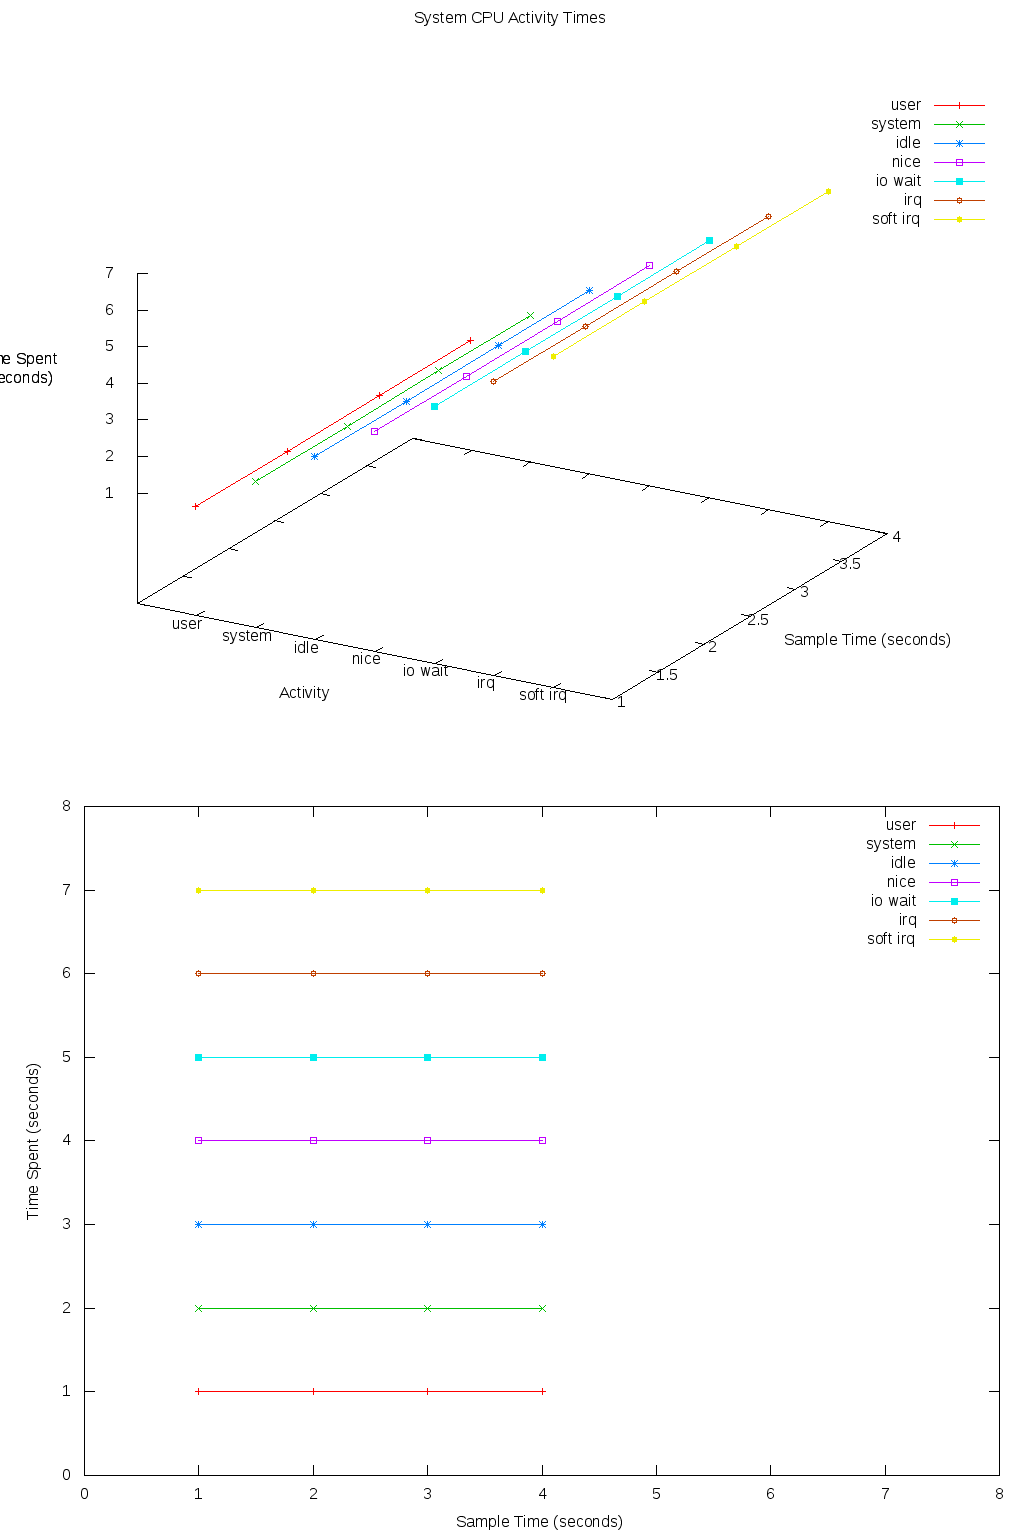 System CPU Activity Times
user
system
idle
nice
io wait
irq
soft irq
7
6
5
4
3
2
1
me Spent
econds)
user
system
idle
nice
io wait
irq
soft irq
Activity
1
1.5
2
2.5
3
3.5
4
Sample Time (seconds)
8
7
6
5
4
3
2
1
0
Time Spent (seconds)
user
system
idle
nice
io wait
irq
soft irq
0 1 2 3 4 5 6 7 8
Sample Time (seconds)